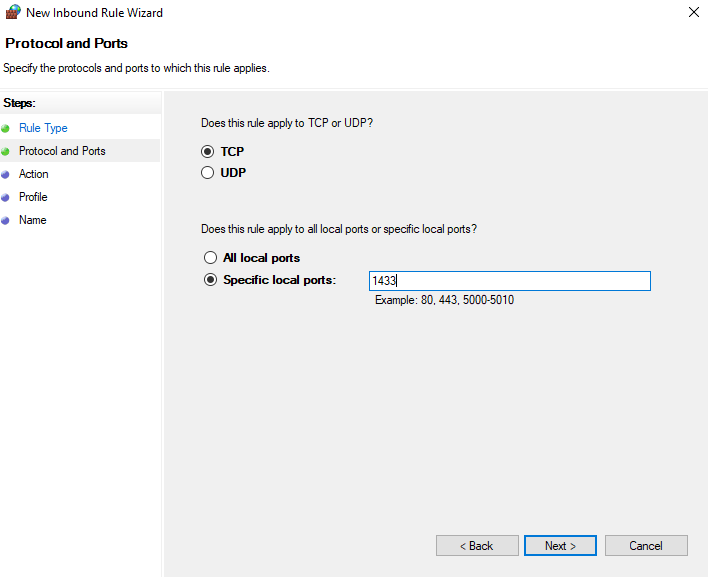 New Inbound Rule Wizard
Protocol and Ports
Specify the protocols and ports to which this rule applies.
Steps:
Rule Type
Protocol and Ports
Action
Profile
Name
Does this rule apply to TCP or UDP?
TCP
UDP
Does this rule apply to all local ports or specific local ports?
All local ports
Specific local ports: 1433
Example: 80, 443, 5000-5010
< Back Next > Cancel